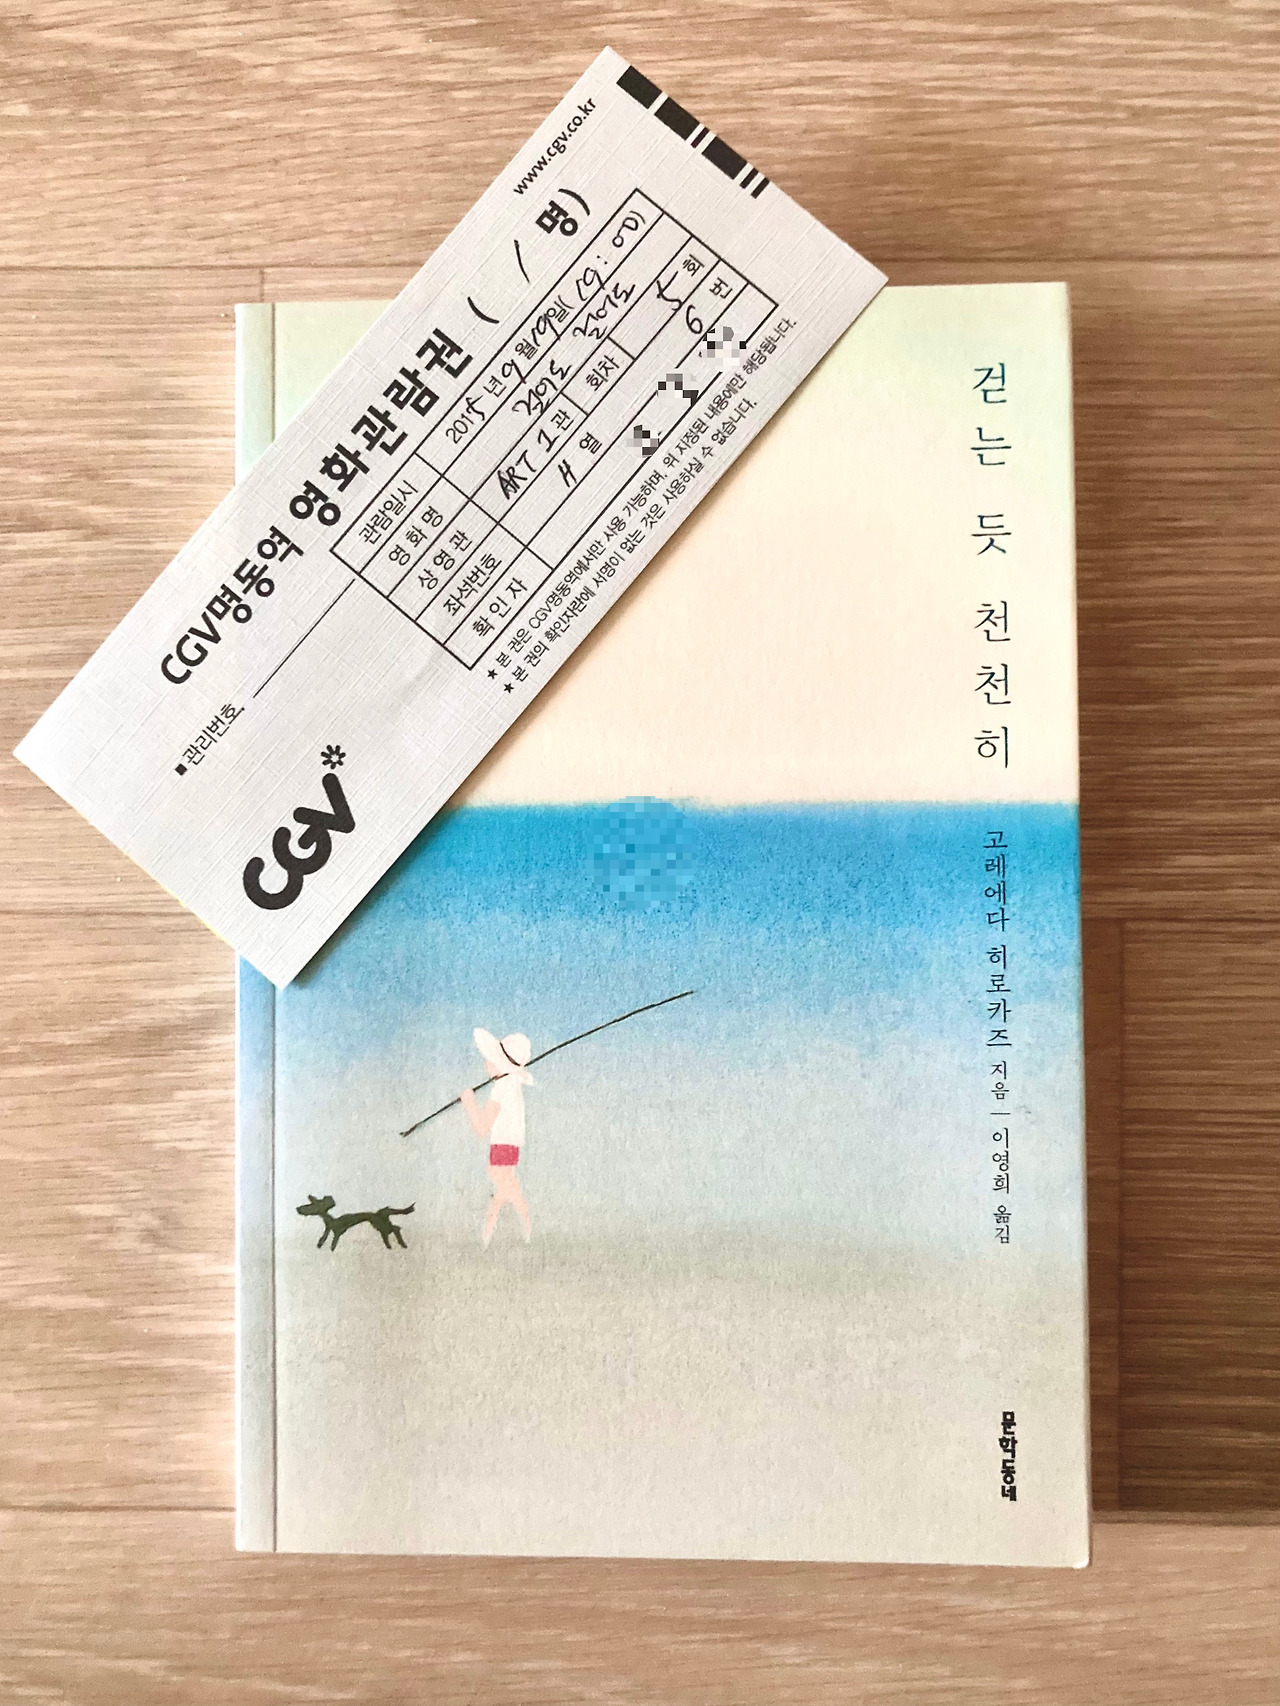 www.cgv.co.kr
CGV명동역 영화관람권 ( / 명)
■ 관리번호
관람일시 2015년 6월 19일( 19 : 00)
영 화 명 걸어도 걸어도
상 영 관 ART 1 관 회차 5 회
좌석번호 H 열 9 번
확 인 자
★ 본 권은 CGV명동역에서만 사용 가능하며, 위 지정된 내용에만 해당됩니다.
★ 본 권의 확인자란에 서명이 없는 것은 사용하실 수 없습니다.
CGV
걷는 듯 천천히
고레에다 히로카즈 지음 | 이영희 옮김
문학동네